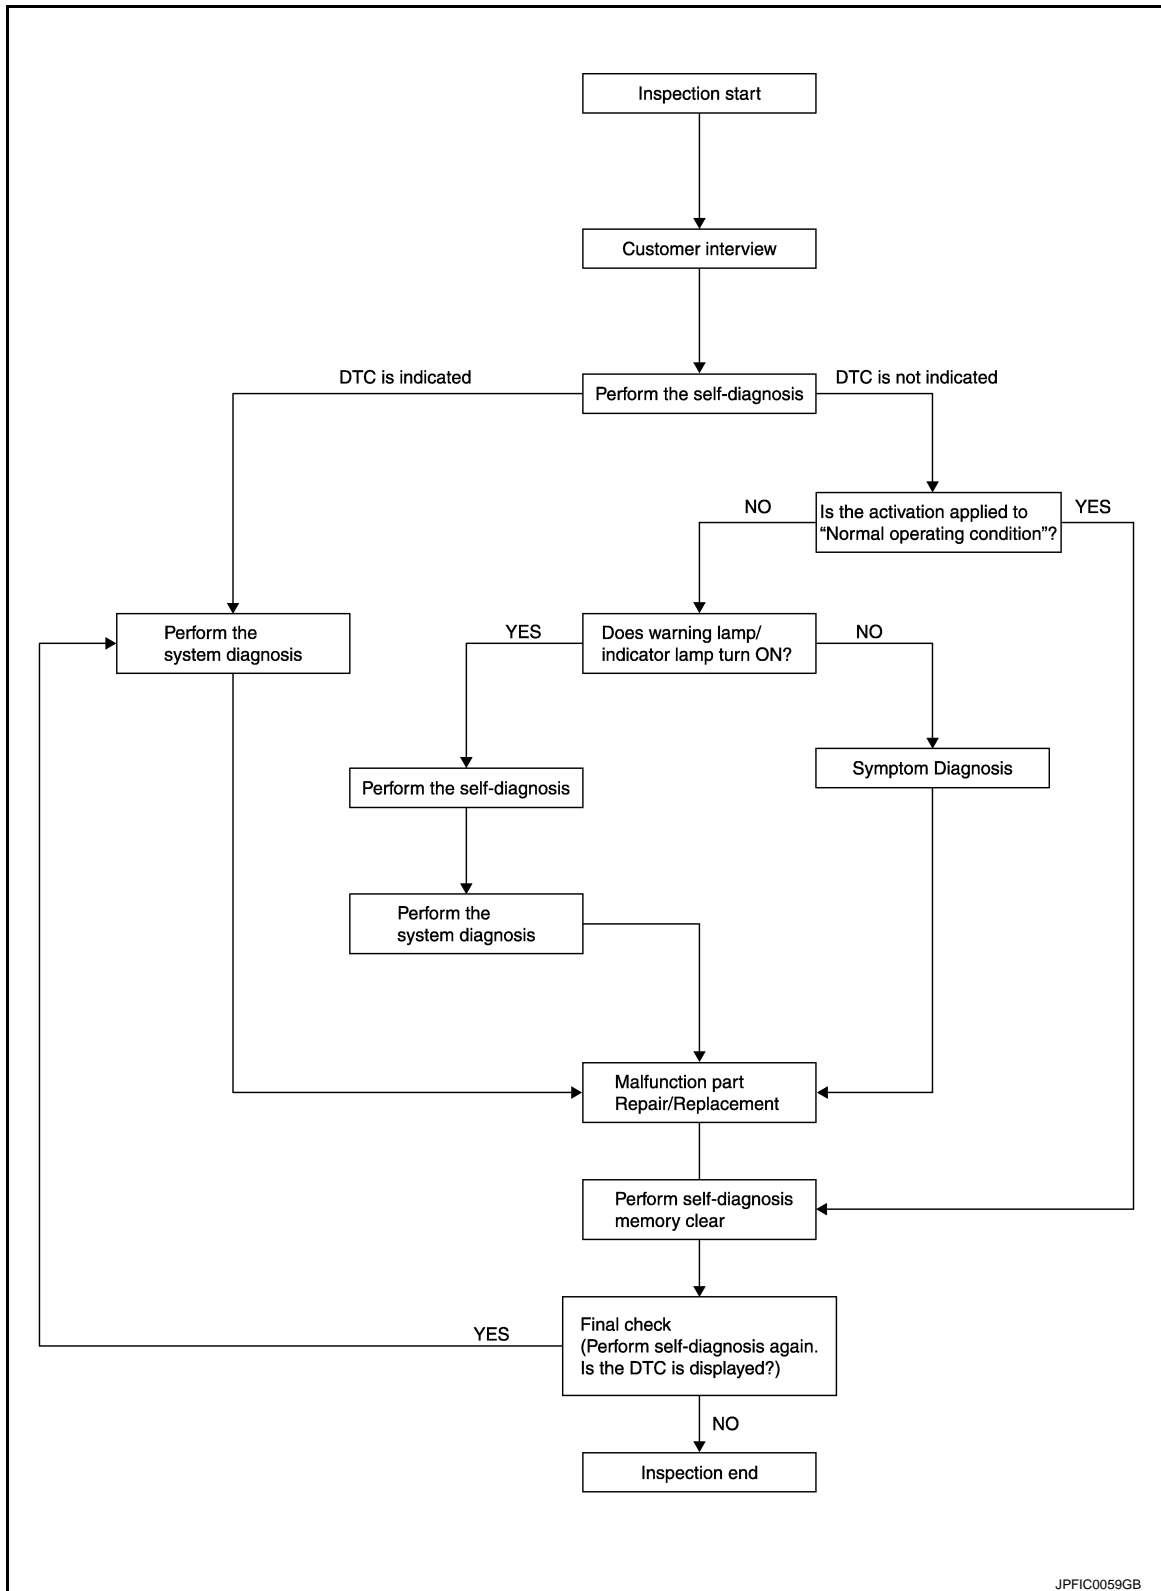 Inspection start
Customer interview
DTC is indicated
DTC is not indicated
Perform the self-diagnosis
NO
Is the activation applied to
“Normal operating condition”?
YES
Perform the
system diagnosis
YES
Does warning lamp/
indicator lamp turn ON?
NO
Symptom Diagnosis
Perform the self-diagnosis
Perform the
system diagnosis
Malfunction part
Repair/Replacement
Perform self-diagnosis
memory clear
YES
Final check
(Perform self-diagnosis again.
Is the DTC is displayed?)
NO
Inspection end
JPFIC0059GB